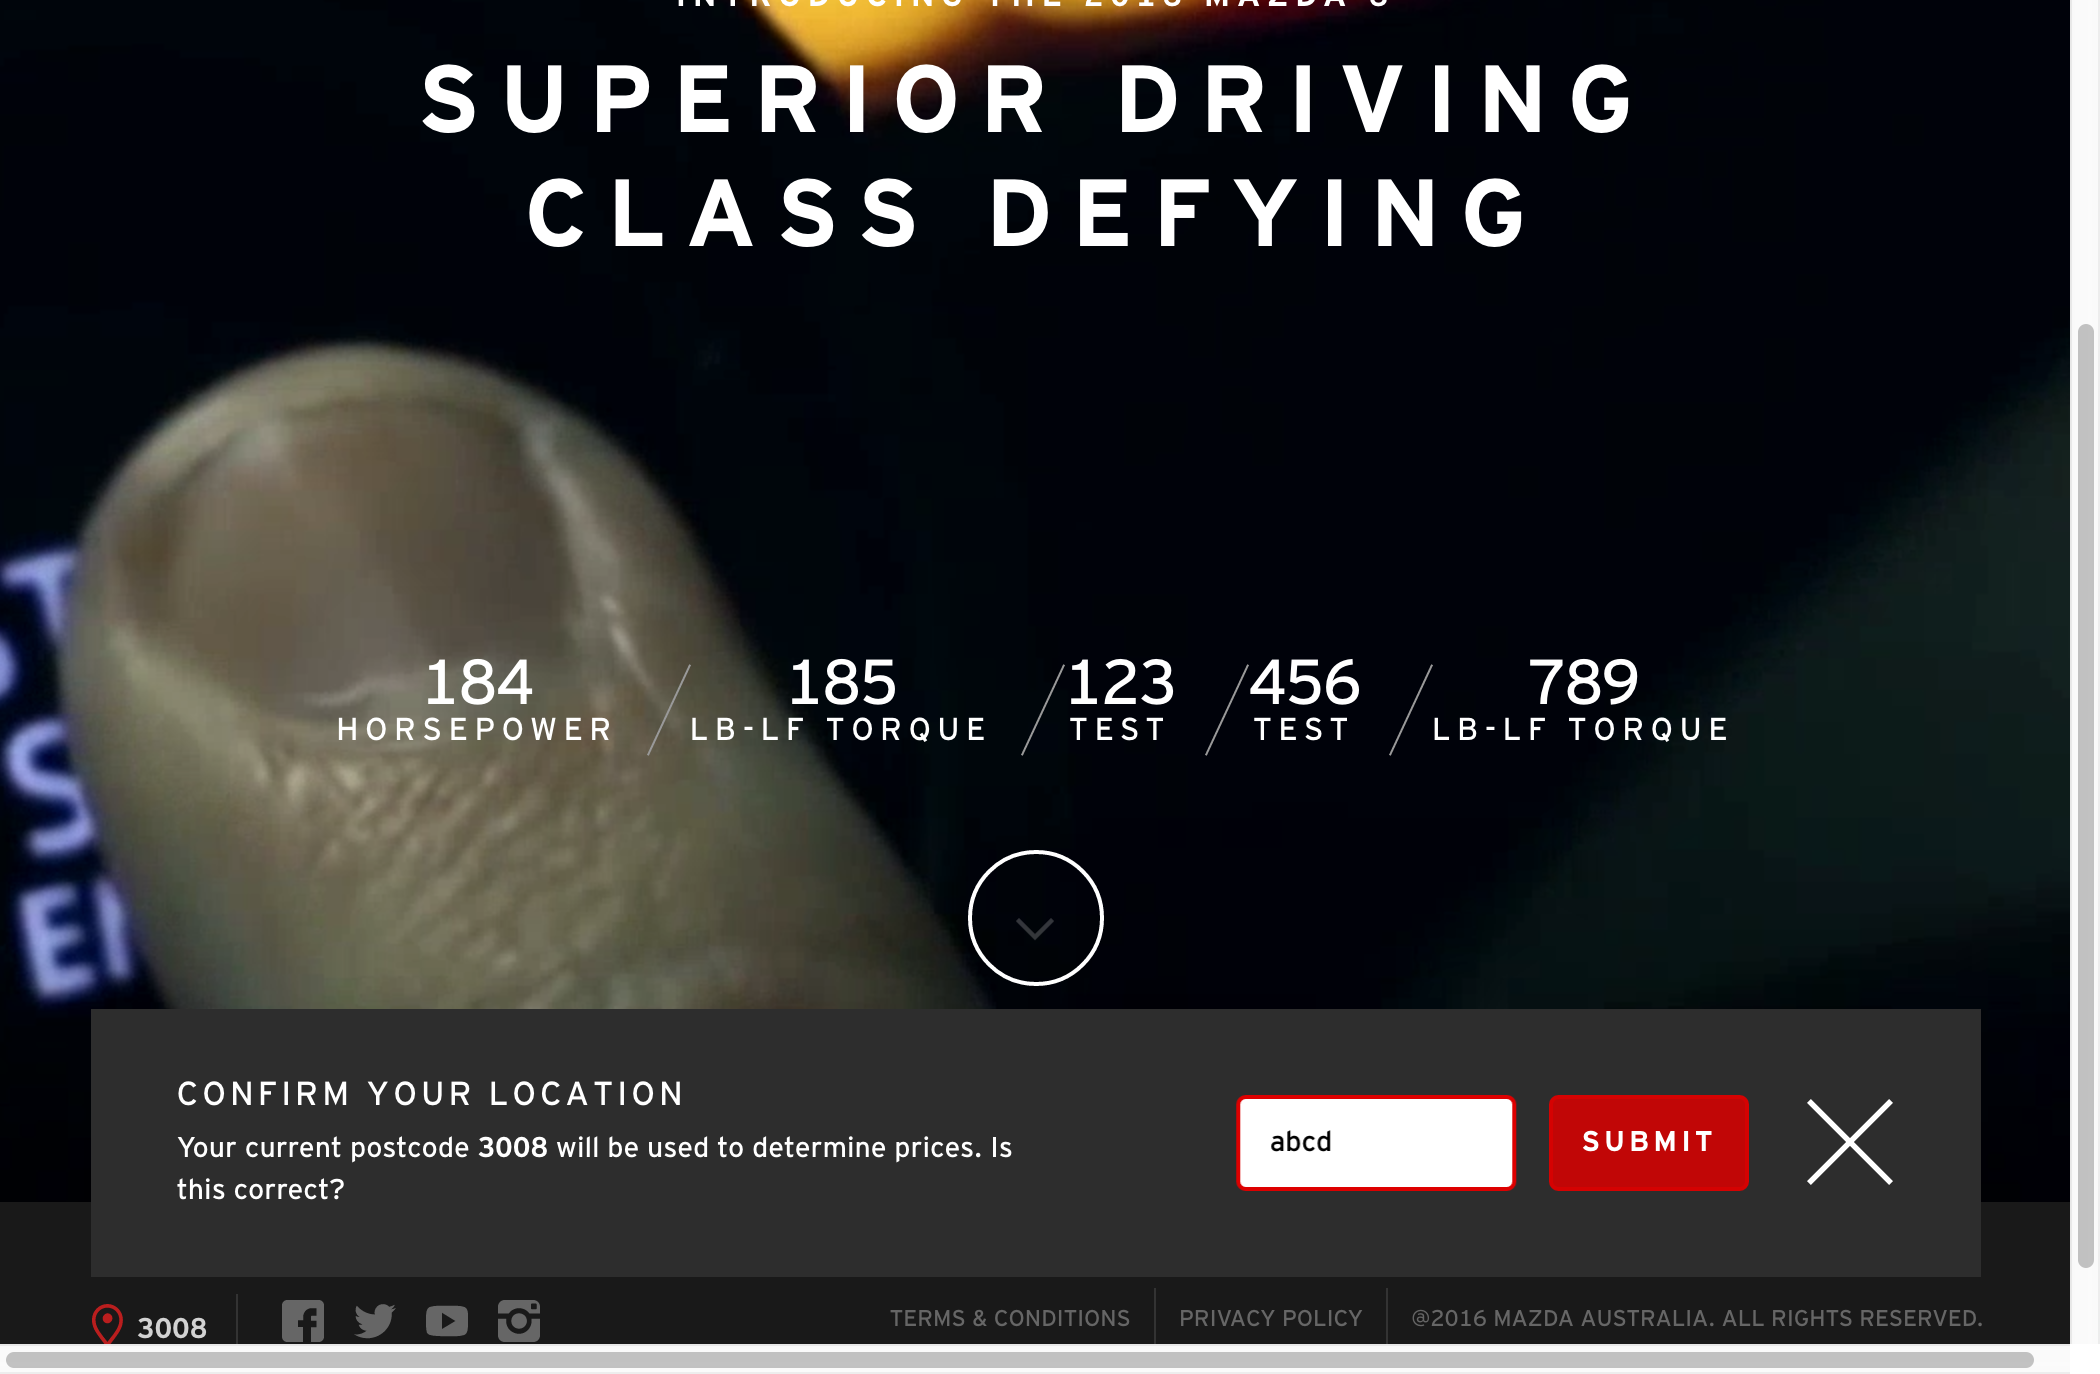 SUPERIOR DRIVING
CLASS DEFYING
184
HORSEPOWER
185
LB-LF TORQUE
123
TEST
456
TEST
789
LB-LF TORQUE
CONFIRM YOUR LOCATION
Your current postcode 3008 will be used to determine prices. Is
this correct?
abcd
SUBMIT
3008
TERMS & CONDITIONS
PRIVACY POLICY
@2016 MAZDA AUSTRALIA. ALL RIGHTS RESERVED.